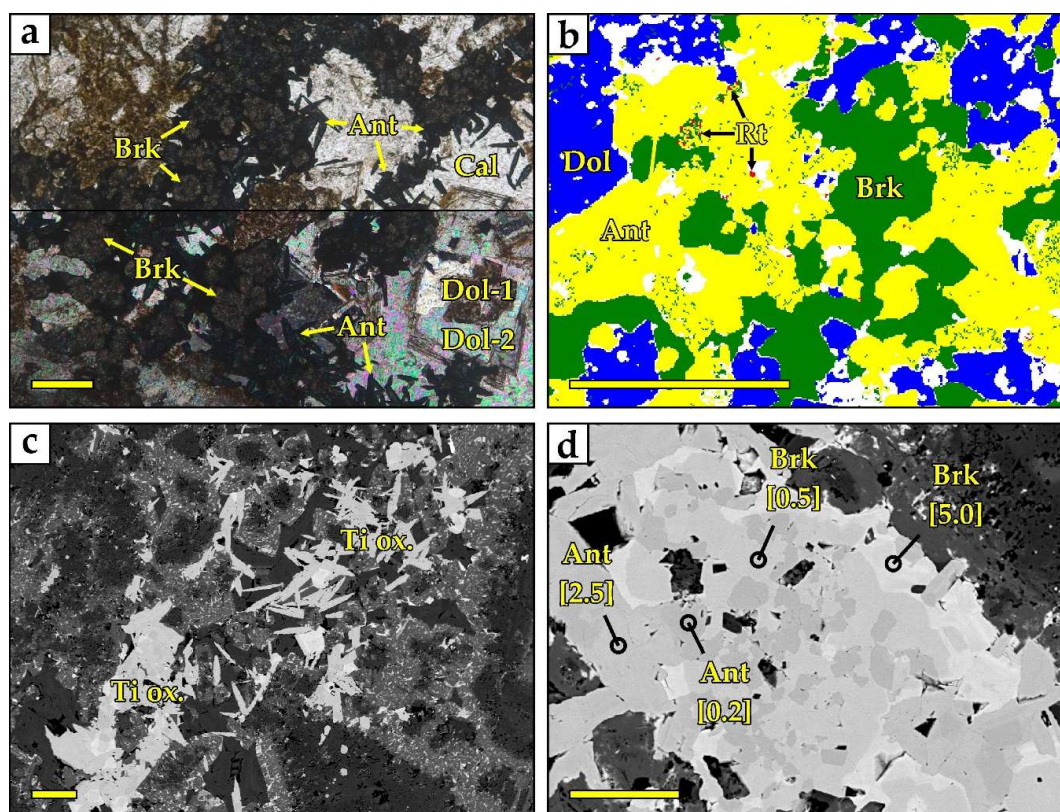 a
Brk
Ant
Cal
Brk
Ant
Dol-1
Dol-2
b
Rt
Dol
Brk
Ant
c
Ti ox.
Ti ox.
d
Brk
[0.5]
Brk
[5.0]
Ant
[2.5]
Ant
[0.2]